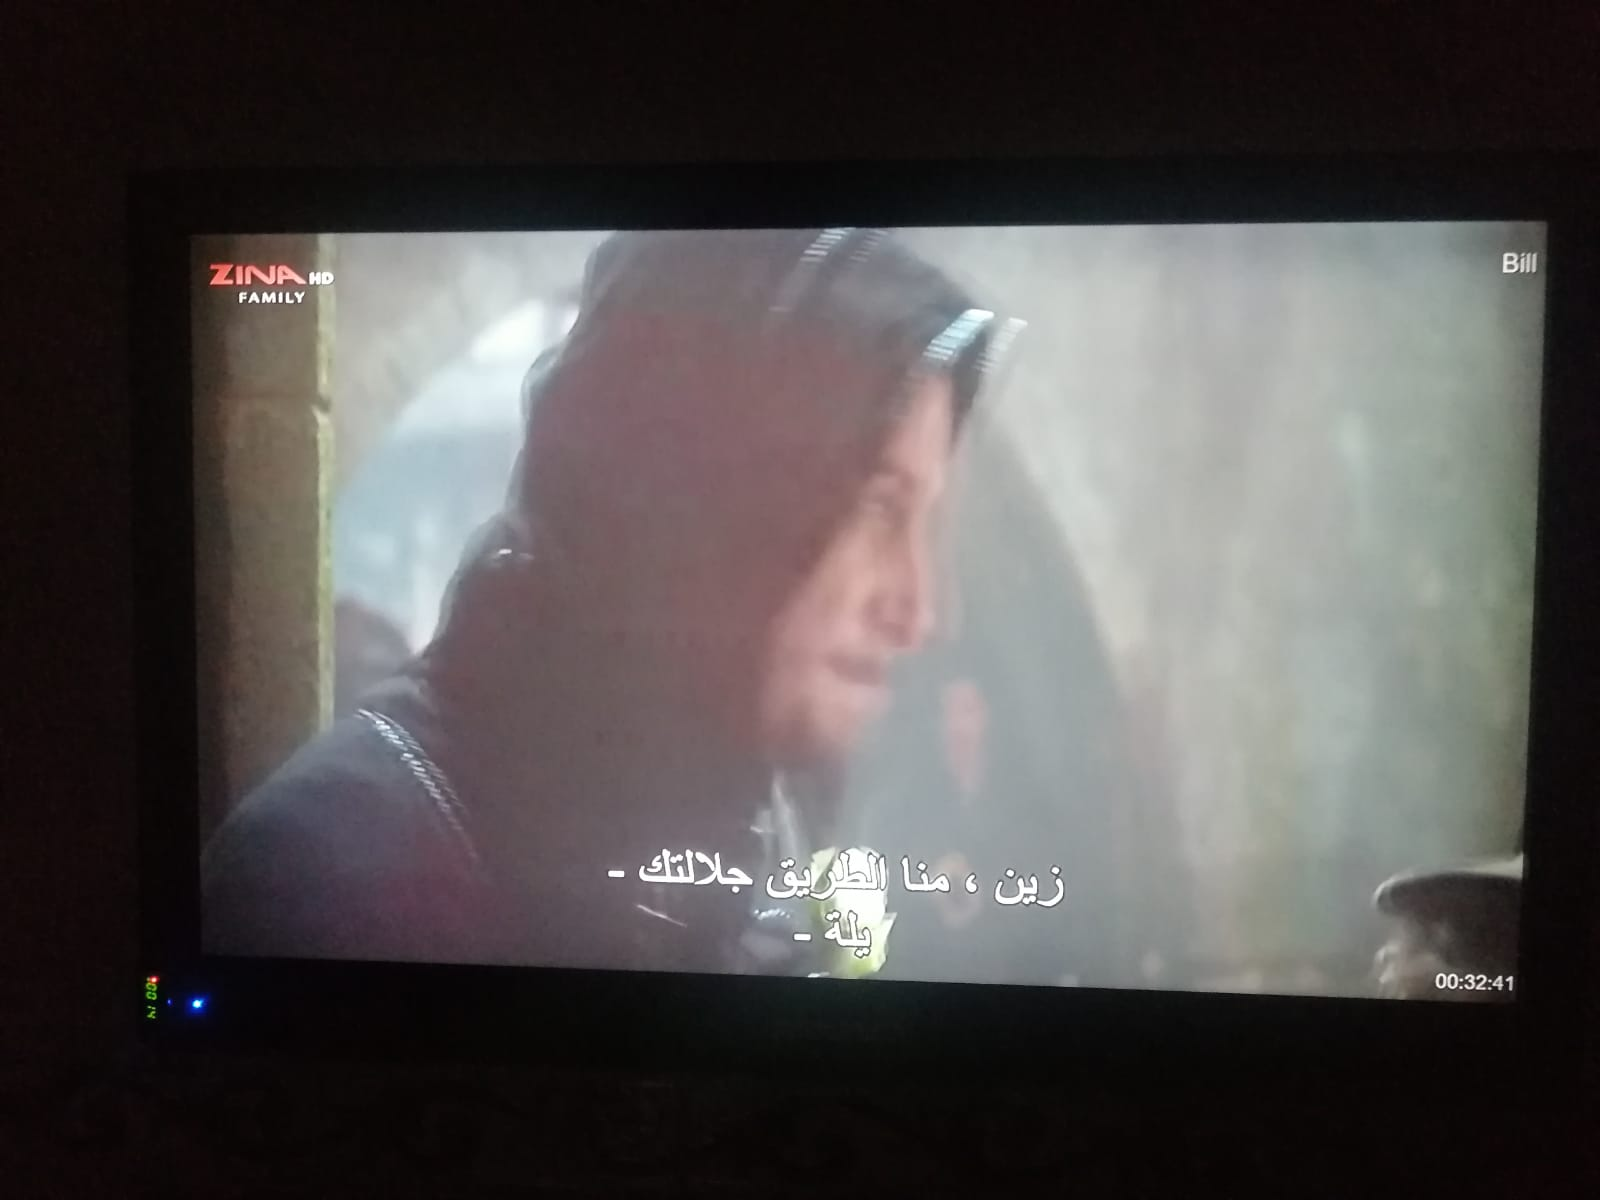 ZINA HD
FAMILY
Bill
زين ، منا الطريق جلالتك -
يلة -
00:32:41